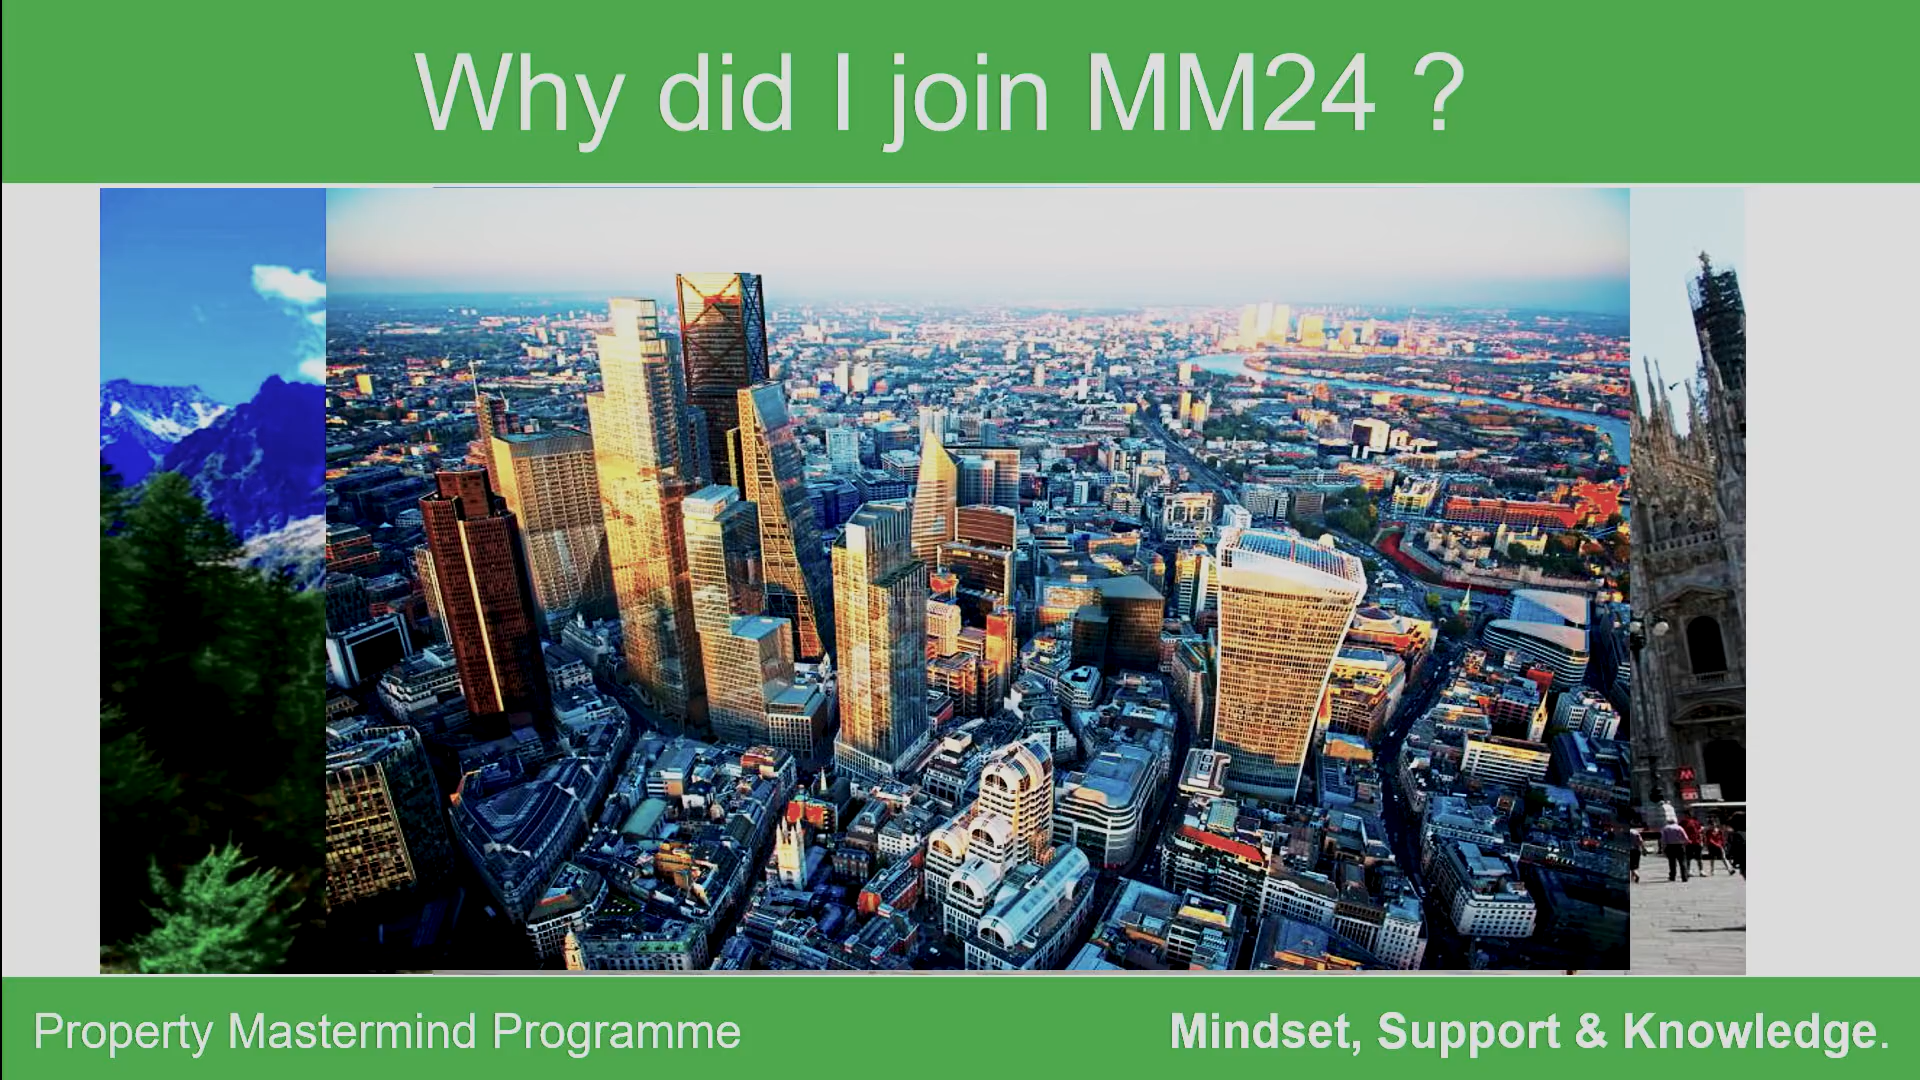 Why did I join MM24 ?
M
Property Mastermind Programme
Mindset, Support & Knowledge.